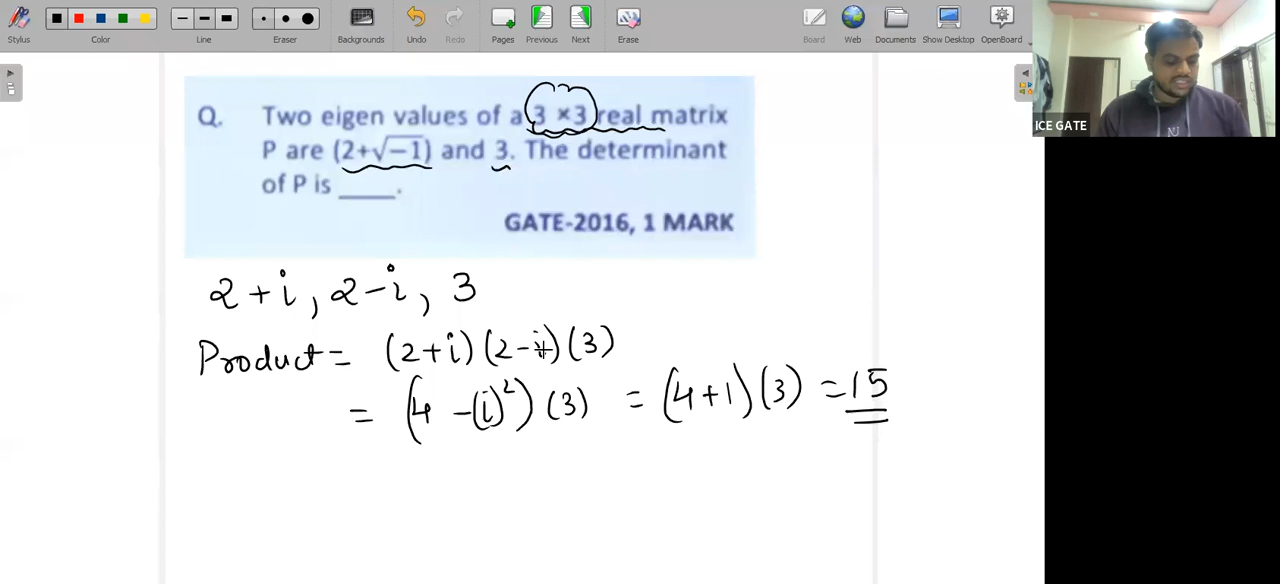 Stylus
Color
Line
Eraser
Backgrounds
Undo
Redo
Pages
Previous
Next
Erase
Board
Web
Documents
Show Desktop
OpenBoard
ICE GATE
Q. Two eigen values of a 3 ×3 real matrix
P are (2+√−1) and 3. The determinant
of P is ____.
GATE-2016, 1 MARK
2 + i , 2 - i , 3
Product = (2+i) (2-i) (3)
= (4 -(i)²) (3) = (4+1) (3) = 15